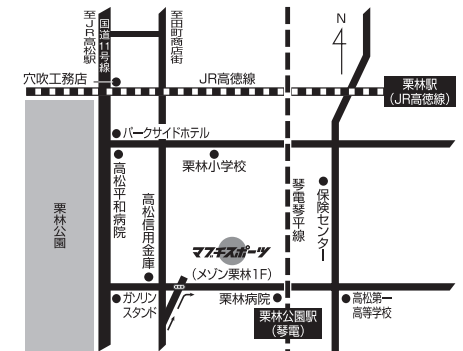 至JR高松駅
国道11号線
至田町商店街
N
穴吹工務店
JR高徳線
栗林駅
(JR高徳線)
パークサイドホテル
栗林小学校
高松平和病院
高松信用金庫
琴電琴平線
保険センター
栗林公園
マブキスポーツ
(メゾン栗林1F)
ガソリン
スタンド
栗林病院
栗林公園駅
(琴電)
高松第一
高等学校